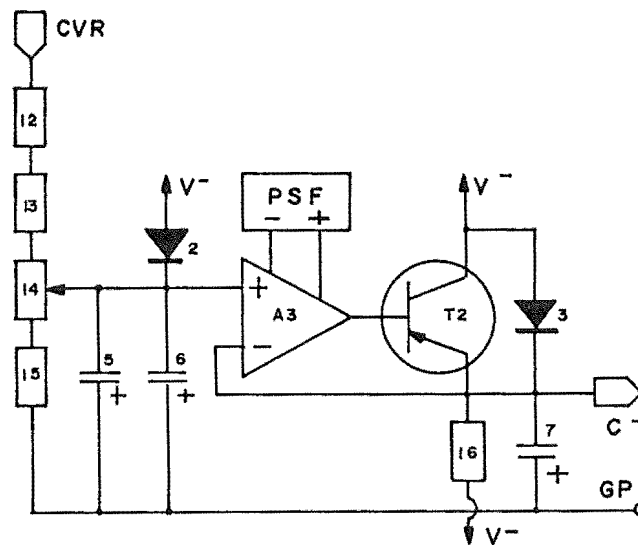 CVR
12
13
14
15
V-
2
PSF
- +
+
A3
-
T2
V-
3
5
+
6
+
16
7
+
C-
GP
V-